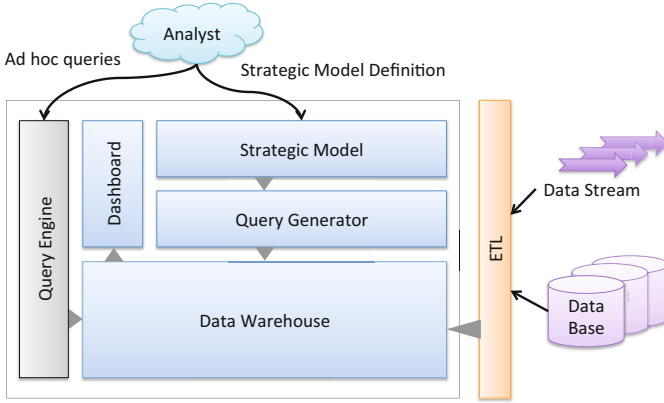 Analyst
Ad hoc queries
Strategic Model Definition
Query Engine
Dashboard
Strategic Model
Query Generator
Data Warehouse
ETL
Data Stream
Data
Base